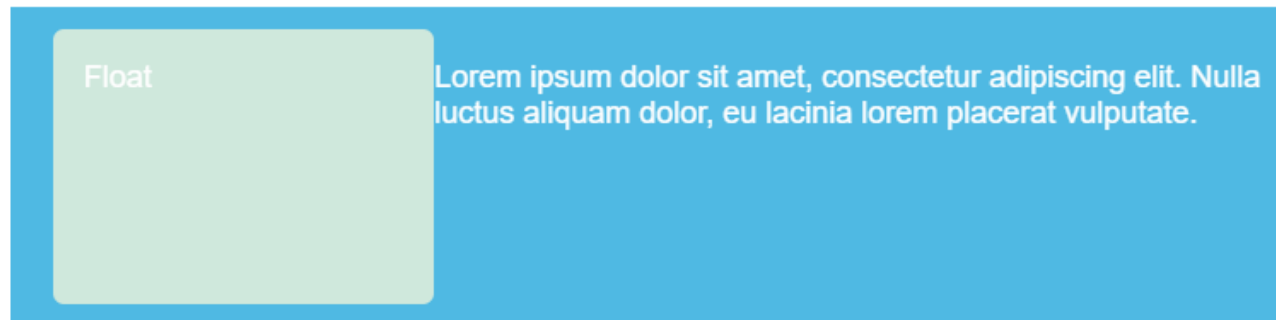 Float
Lorem ipsum dolor sit amet, consectetur adipiscing elit. Nulla
luctus aliquam dolor, eu lacinia lorem placerat vulputate.